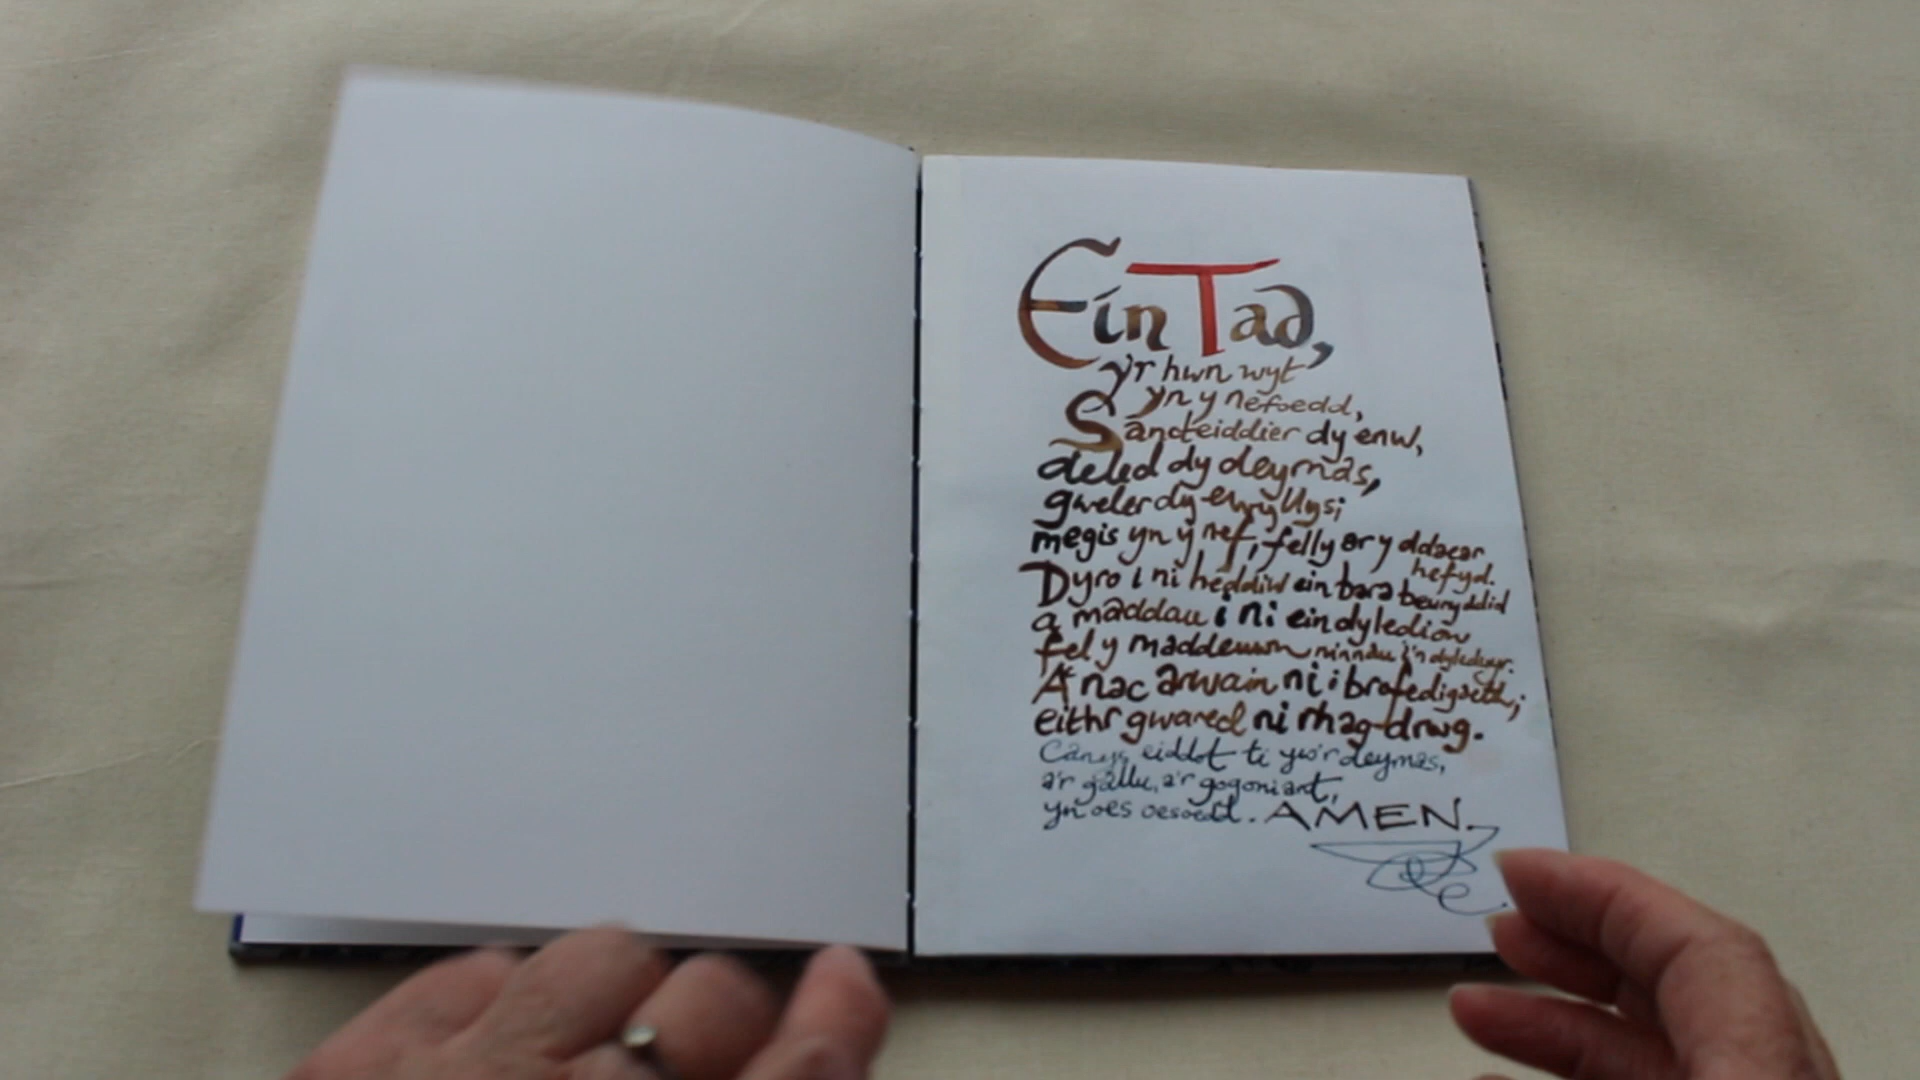 Ein Tad,
y'r hwn wyt
yn y nefoedd,
Sancteiddier dy enw,
deled dy deyrnas,
gweler dy ewyllys;
megis yn y nef, felly ar y ddaear
hefyd.
Dyro i ni heddiw ein bara beunyddiol
a maddau i ni ein dyledion
fel y maddeuwn ninnau i'n dyledwyr.
A nac arwain ni i brofedigaeth;
eithr gwared ni rhag drwg.
Canys eiddot ti yw'r deyrnas,
a'r gallu, a'r gogoniant,
yn oes oesoedd. AMEN.